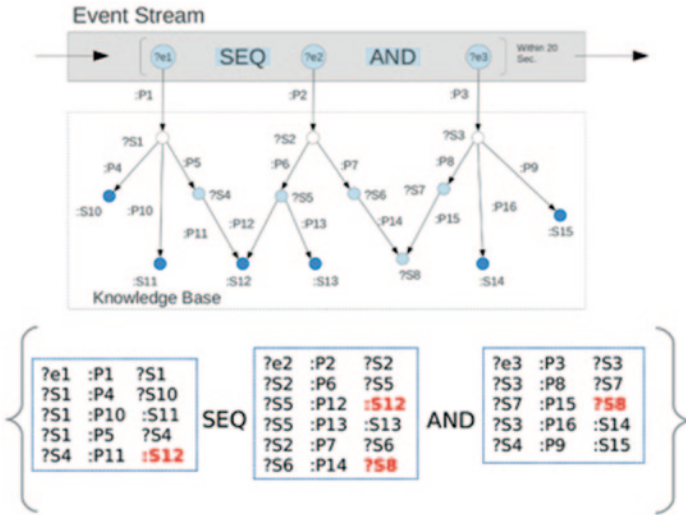 Event Stream
?e1 SEQ ?e2 AND ?e3 Within 20 Sec.
:P1 :P2 :P3
?S1 ?S2 ?S3
:P4 :P5 :P6 :P7 :P8 :P9
?S4 ?S5 ?S6 ?S7
:S10 :P10 :P12 :P13 :P14 :P15 :P16
:P11 :S15
:S11 :S12 :S13 ?S8 :S14
Knowledge Base
?e1 :P1 ?S1
?S1 :P4 ?S10
?S1 :P10 :S11
?S1 :P5 ?S4
?S4 :P11 :S12
SEQ
?e2 :P2 ?S2
?S2 :P6 ?S5
?S5 :P12 :S12
?S5 :P13 :S13
?S2 :P7 ?S6
?S6 :P14 ?S8
AND
?e3 :P3 ?S3
?S3 :P8 ?S7
?S7 :P15 ?S8
?S3 :P16 :S14
?S4 :P9 :S15